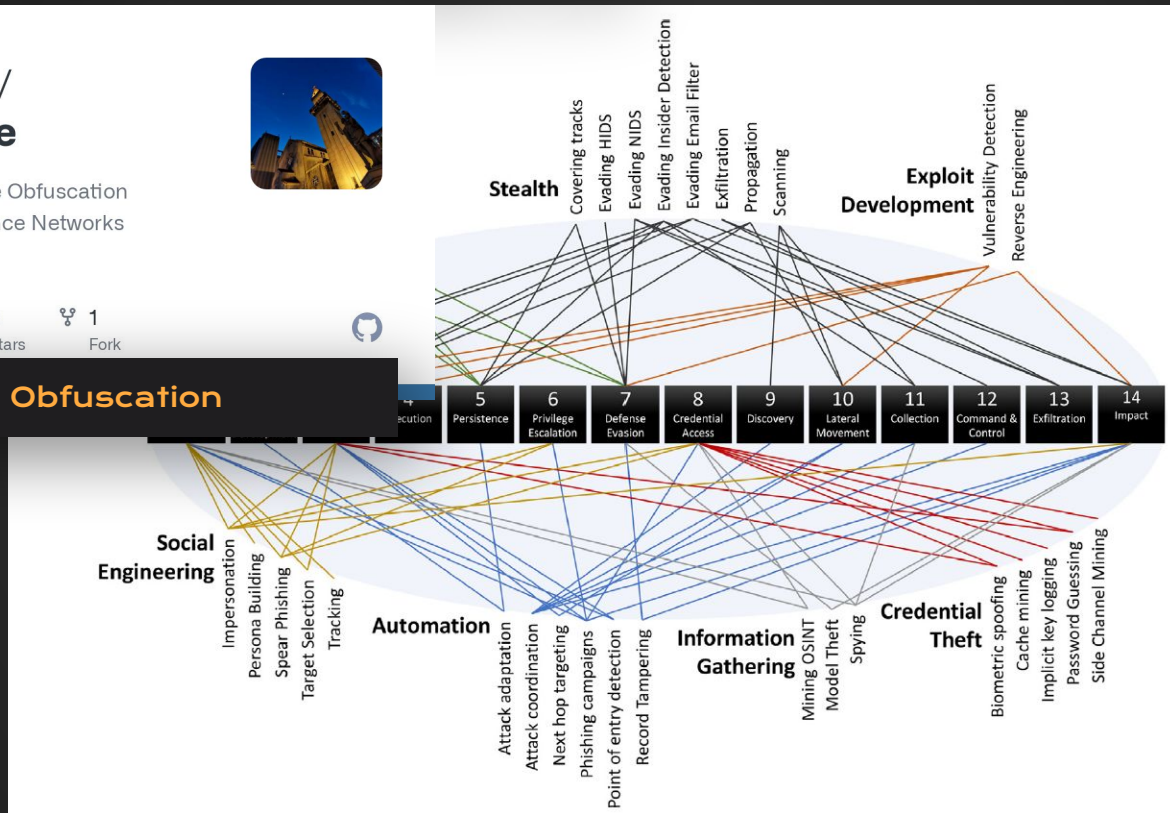 /
e
e Obfuscation
ce Networks
1
tars
Fork
Obfuscation
Stealth
Covering tracks
Evading HIDS
Evading NIDS
Evading Insider Detection
Evading Email Filter
Exfiltration
Propagation
Scanning
Exploit
Development
Vulnerability Detection
Reverse Engineering
4
ecution
5
Persistence
6
Privilege
Escalation
7
Defense
Evasion
8
Credential
Access
9
Discovery
10
Lateral
Movement
11
Collection
12
Command &
Control
13
Exfiltration
14
Impact
Social
Engineering
Impersonation
Persona Building
Spear Phishing
Target Selection
Tracking
Automation
Attack adaptation
Attack coordination
Next hop targeting
Phishing campaigns
Point of entry detection
Record Tampering
Information
Gathering
Mining OSINT
Model Theft
Spying
Credential
Theft
Biometric spoofing
Cache mining
Implicit key logging
Password Guessing
Side Channel Mining